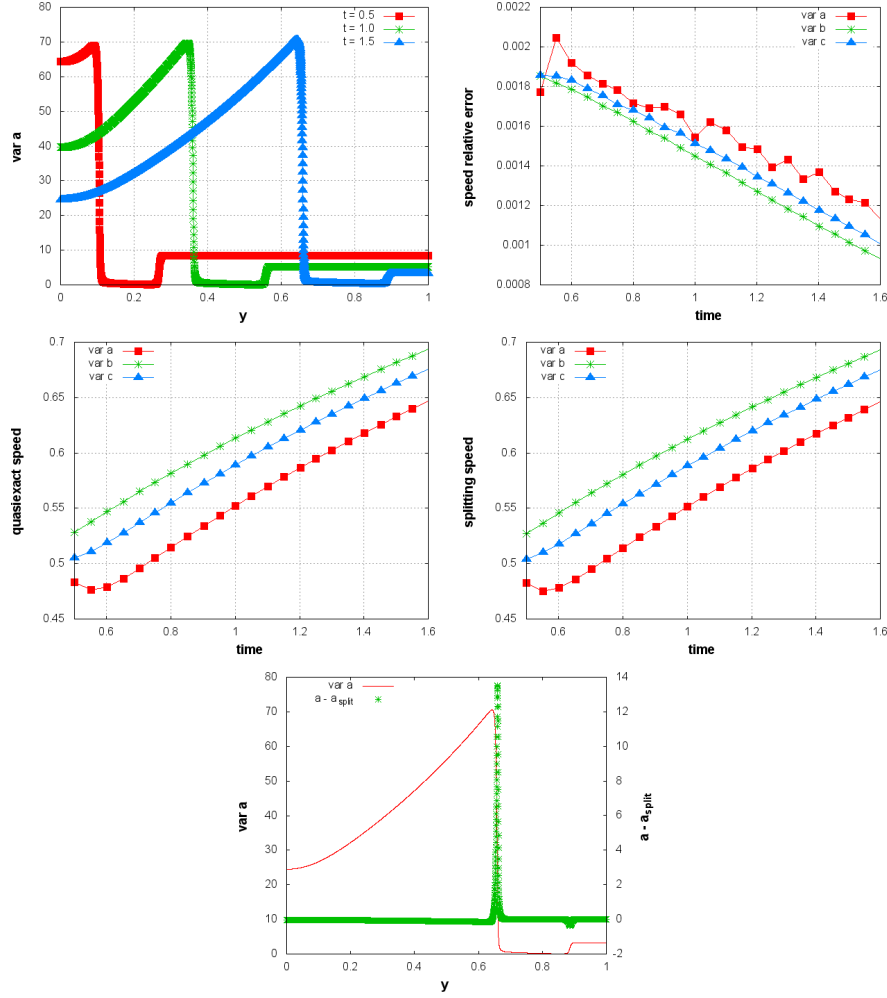 t = 0.5
t = 1.0
t = 1.5
80
70
60
50
40
30
20
10
0
var a
0 0.2 0.4 0.6 0.8 1
y
var a
var b
var c
0.0022
0.002
0.0018
0.0016
0.0014
0.0012
0.001
0.0008
speed relative error
0.6 0.8 1 1.2 1.4 1.6
time
var a
var b
var c
0.7
0.65
0.6
0.55
0.5
0.45
quasiexact speed
0.6 0.8 1 1.2 1.4 1.6
time
var a
var b
var c
0.7
0.65
0.6
0.55
0.5
0.45
splitting speed
0.6 0.8 1 1.2 1.4 1.6
time
var a
a - a_split
80
70
60
50
40
30
20
10
0
var a
14
12
10
8
6
4
2
0
-2
a - a_split
0 0.2 0.4 0.6 0.8 1
y